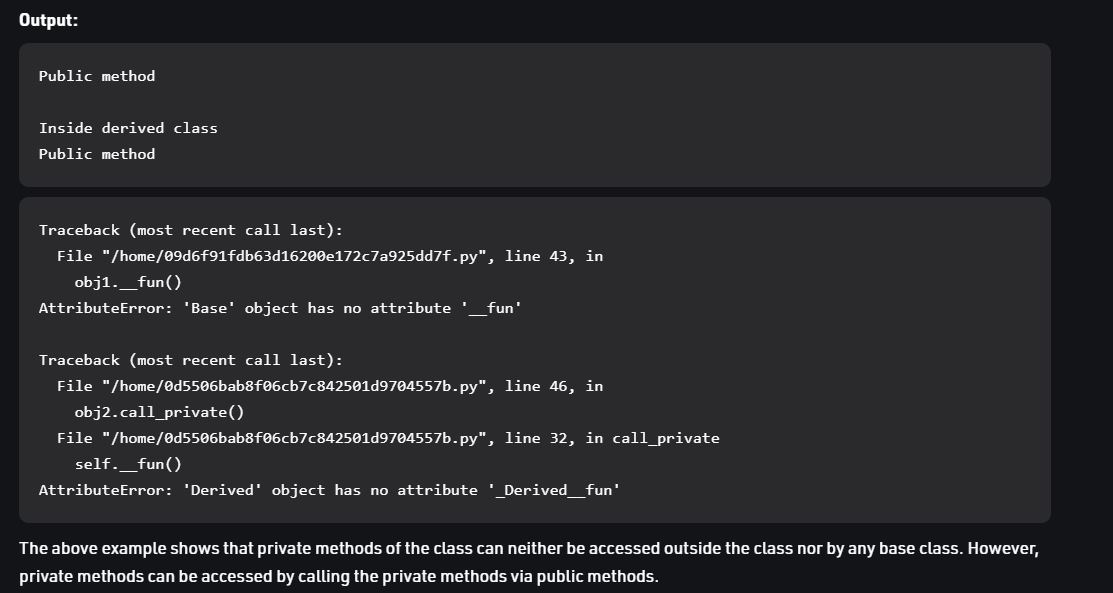 Output:
Public method
Inside derived class
Public method
Traceback (most recent call last):
  File "/home/09d6f91fdb63d16200e172c7a925dd7f.py", line 43, in
    obj1.__fun()
AttributeError: 'Base' object has no attribute '__fun'
Traceback (most recent call last):
  File "/home/0d5506bab8f06cb7c842501d9704557b.py", line 46, in
    obj2.call_private()
  File "/home/0d5506bab8f06cb7c842501d9704557b.py", line 32, in call_private
    self.__fun()
AttributeError: 'Derived' object has no attribute '_Derived__fun'
The above example shows that private methods of the class can neither be accessed outside the class nor by any base class. However,
private methods can be accessed by calling the private methods via public methods.